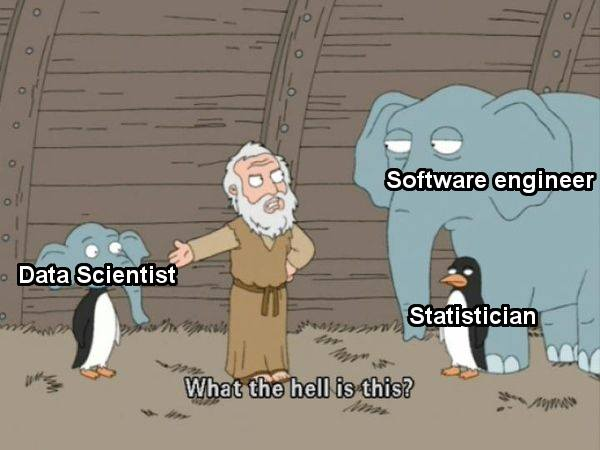 Software engineer
Data Scientist
Statistician
What the hell is this?